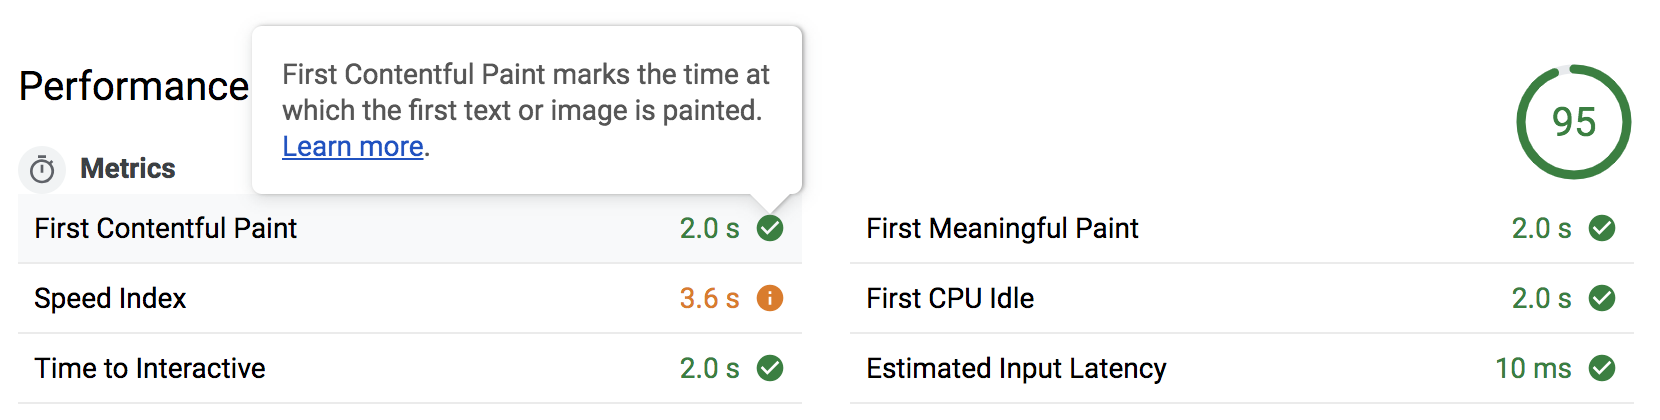 Performance
First Contentful Paint marks the time at
which the first text or image is painted.
Learn more.
95
Metrics
First Contentful Paint 2.0 s
First Meaningful Paint 2.0 s
Speed Index 3.6 s
First CPU Idle 2.0 s
Time to Interactive 2.0 s
Estimated Input Latency 10 ms